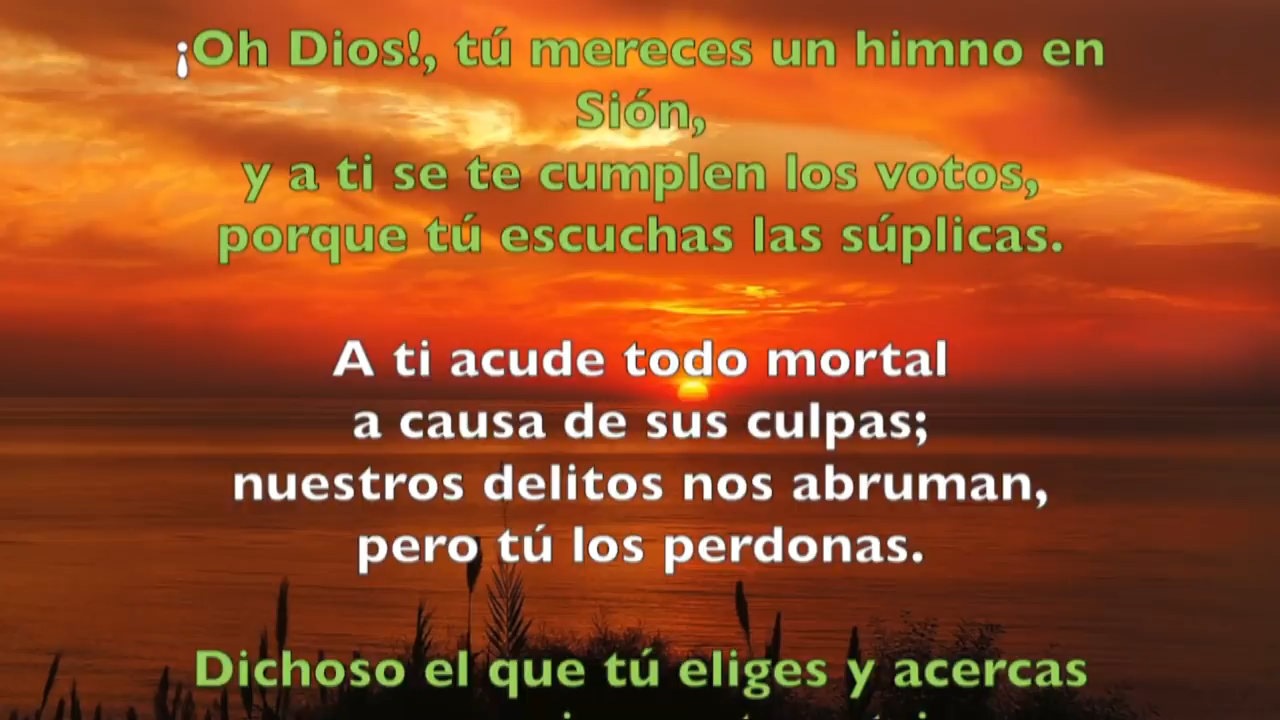 ¡Oh Dios!, tú mereces un himno en
Sión,
y a ti se te cumplen los votos,
porque tú escuchas las súplicas.
A ti acude todo mortal
a causa de sus culpas;
nuestros delitos nos abruman,
pero tú los perdonas.
Dichoso el que tú eliges y acercas